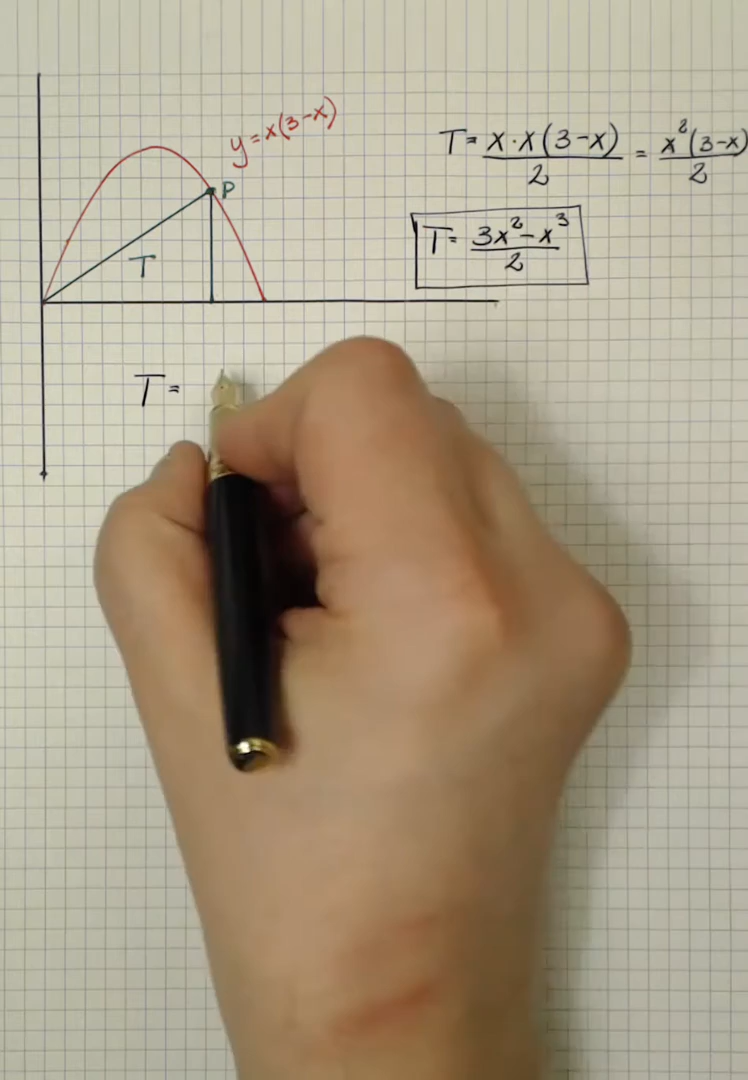 y=x(3-x)
P
T
T= x·x(3-x)/2 = x²(3-x)/2
T= 3x²-x³/2
T=